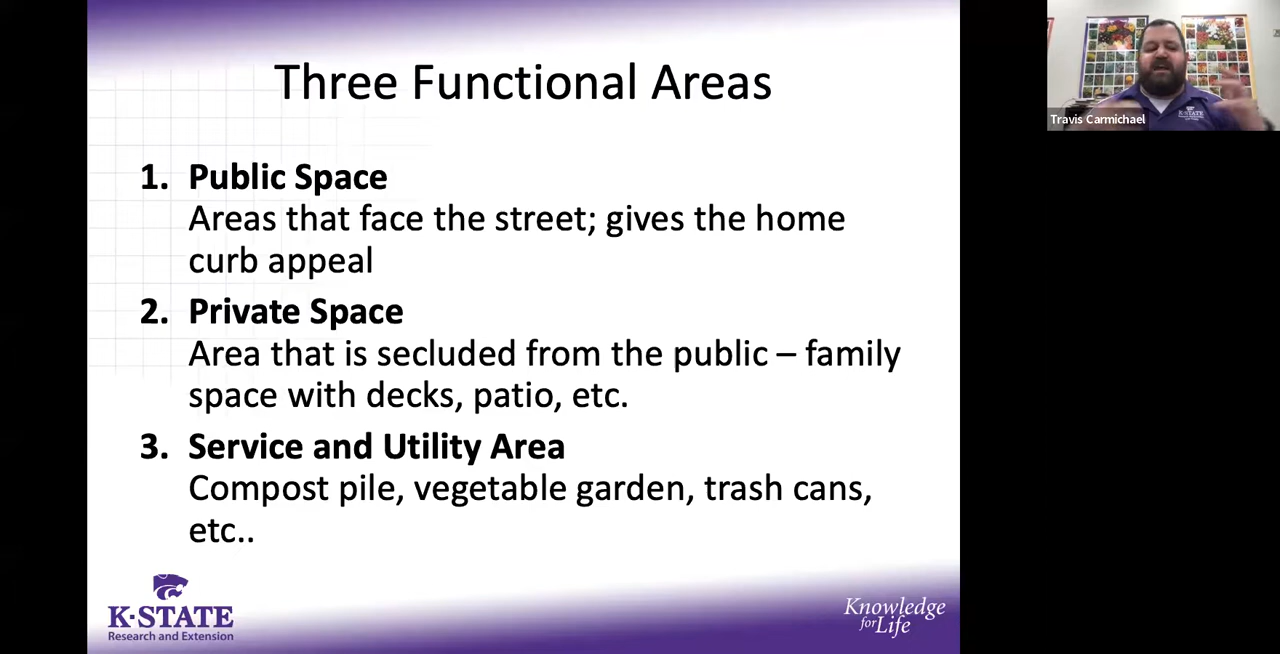 Three Functional Areas
1. Public Space
Areas that face the street; gives the home
curb appeal
2. Private Space
Area that is secluded from the public – family
space with decks, patio, etc.
3. Service and Utility Area
Compost pile, vegetable garden, trash cans,
etc..
K-STATE
Research and Extension
Knowledge
for Life
Travis Carmichael
K-STATE